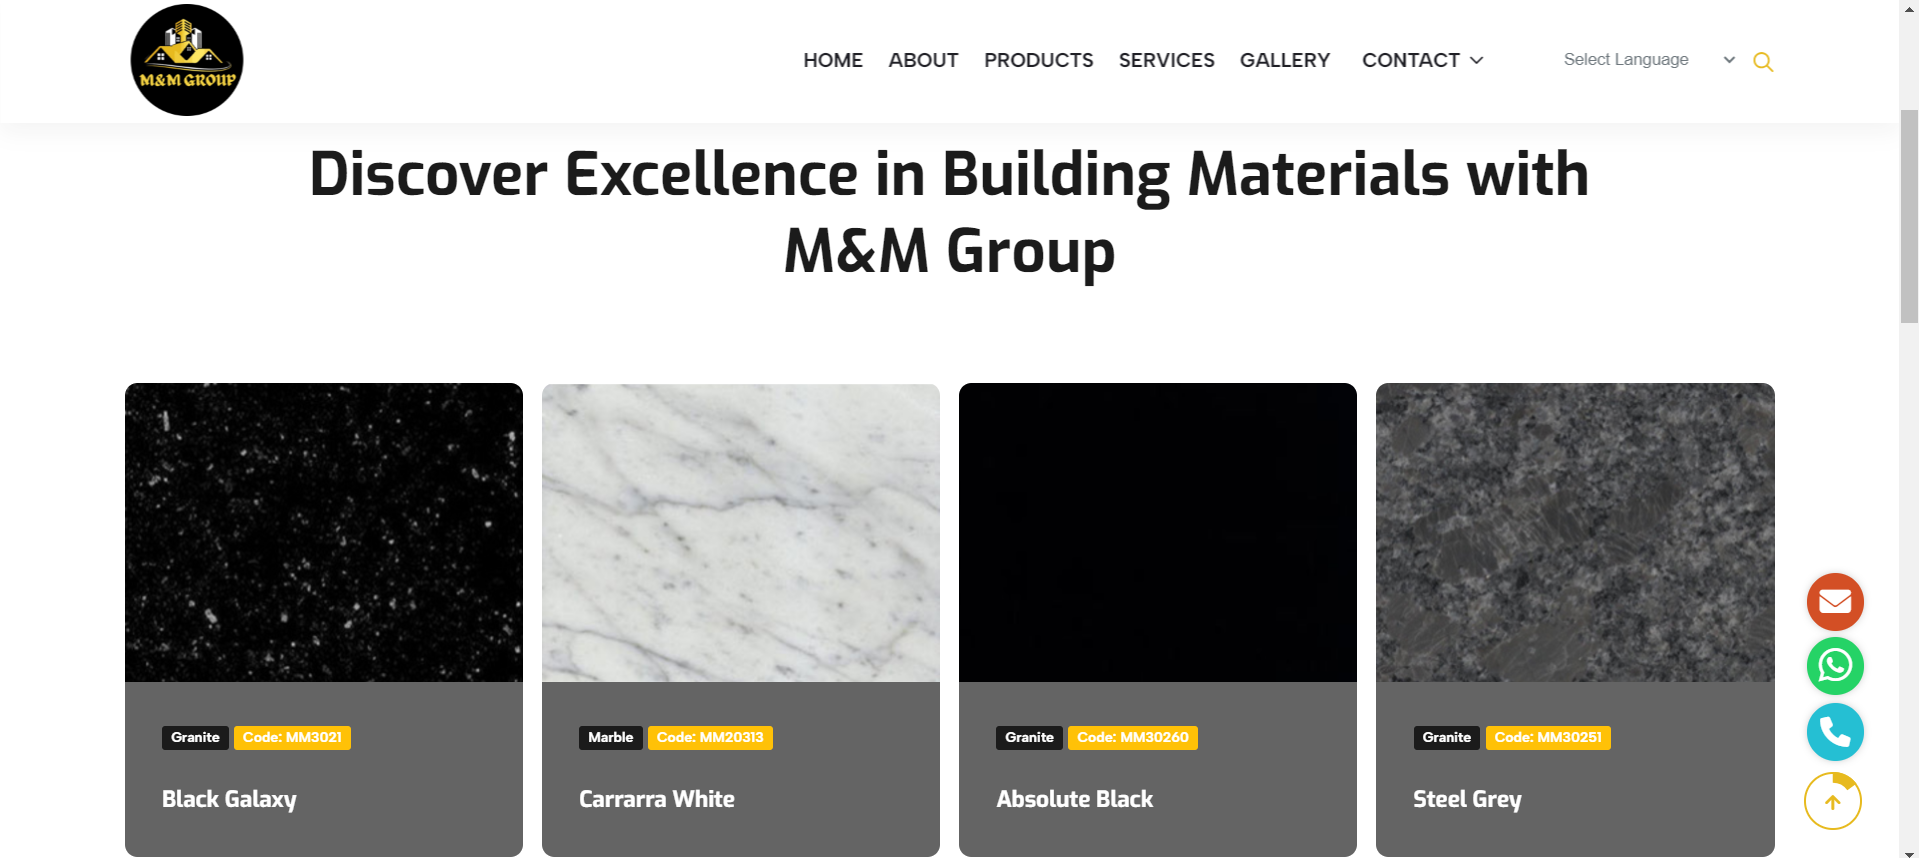 M&M GROUP
HOME ABOUT PRODUCTS SERVICES GALLERY CONTACT Select Language
Discover Excellence in Building Materials with
M&M Group
Granite Code: MM3021
Black Galaxy
Marble Code: MM20313
Carrarra White
Granite Code: MM30260
Absolute Black
Granite Code: MM30251
Steel Grey